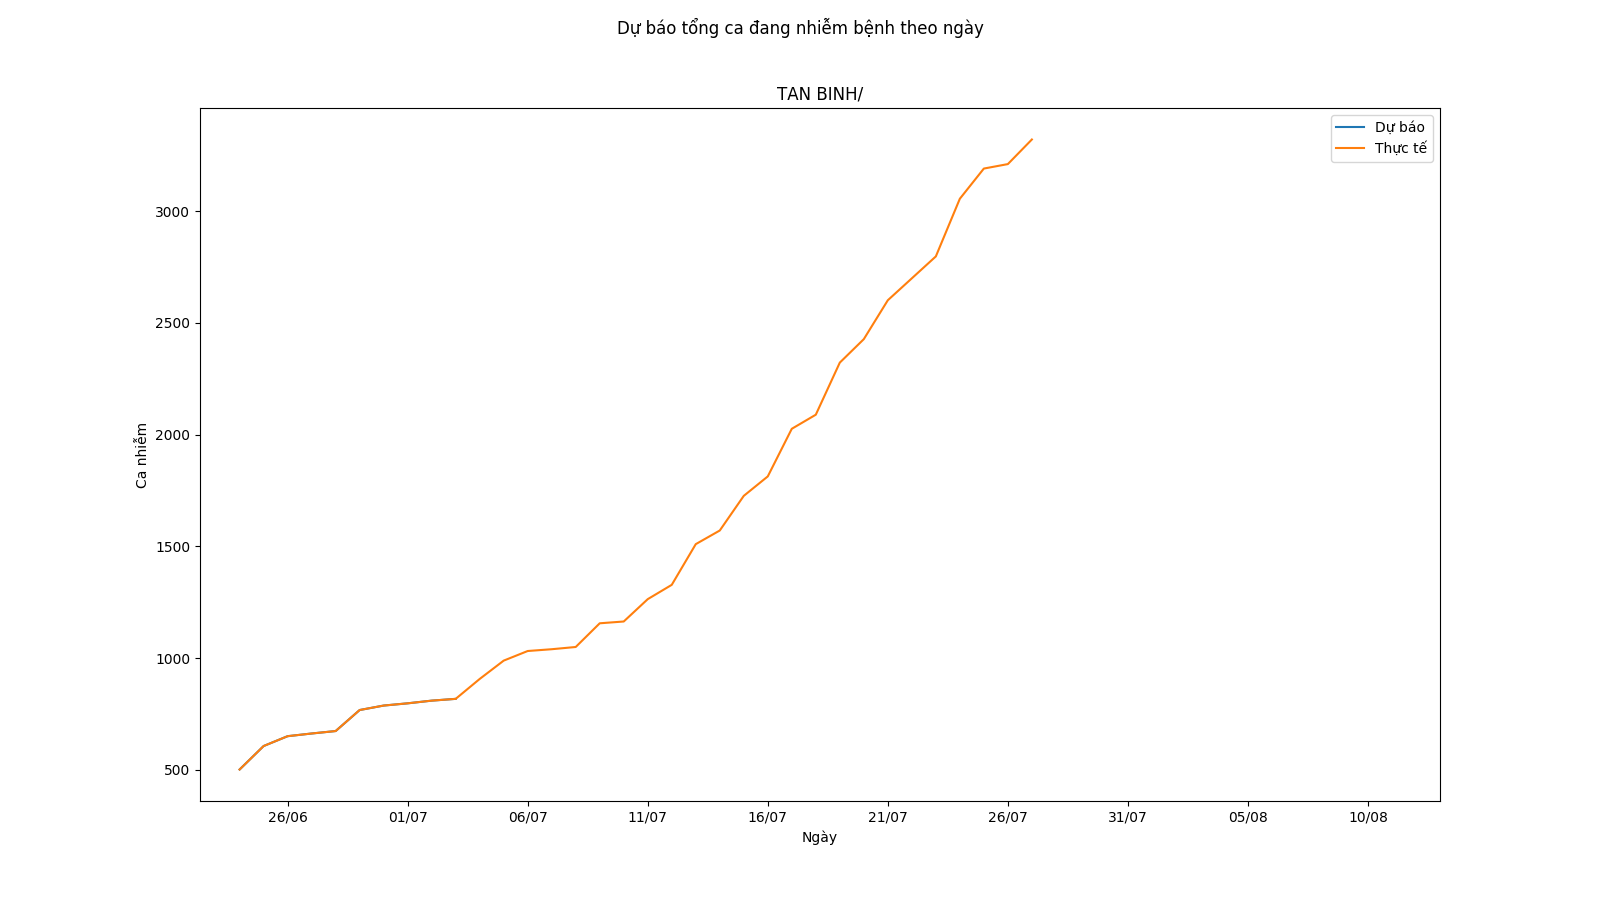 Dự báo tổng ca đang nhiễm bệnh theo ngày
TAN BINH/
Dự báo
Thực tế
Ca nhiễm
3000
2500
2000
1500
1000
500
26/06 01/07 06/07 11/07 16/07 21/07 26/07 31/07 05/08 10/08
Ngày